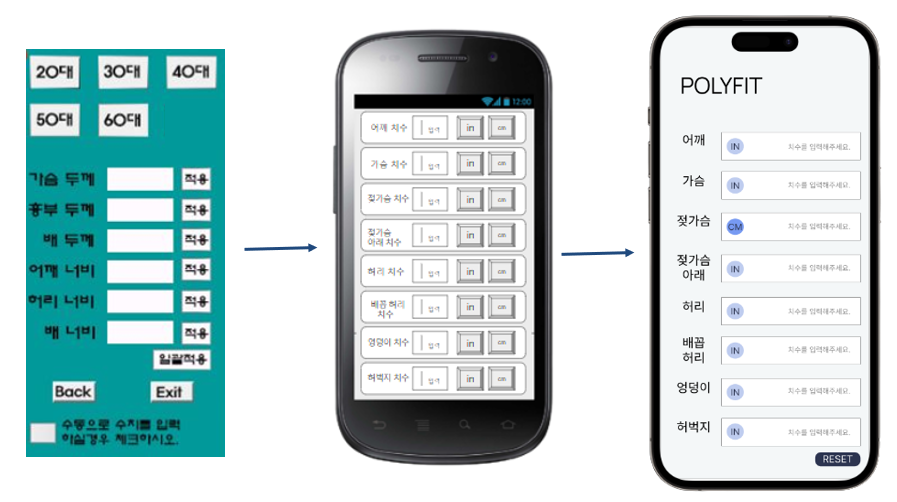 20대 30대 40대
50대 60대
가슴 두께 적용
흉부 두께 적용
배 두께 적용
어깨 너비 적용
허리 너비 적용
배 너비 적용
일괄적용
Back Exit
수동으로 수치를 입력
하실경우 체크하시오.
12:00
어깨 치수 입력 in cm
가슴 치수 입력 in cm
젖가슴 치수 입력 in cm
젖가슴
아래 치수 입력 in cm
허리 치수 입력 in cm
배꼽 허리
치수 입력 in cm
엉덩이 치수 입력 in cm
허벅지 치수 입력 in cm
POLYFIT
어깨 IN 치수를 입력해주세요.
가슴 IN 치수를 입력해주세요.
젖가슴 CM 치수를 입력해주세요.
젖가슴
아래 IN 치수를 입력해주세요.
허리 IN 치수를 입력해주세요.
배꼽
허리 IN 치수를 입력해주세요.
엉덩이 IN 치수를 입력해주세요.
허벅지 IN 치수를 입력해주세요.
RESET